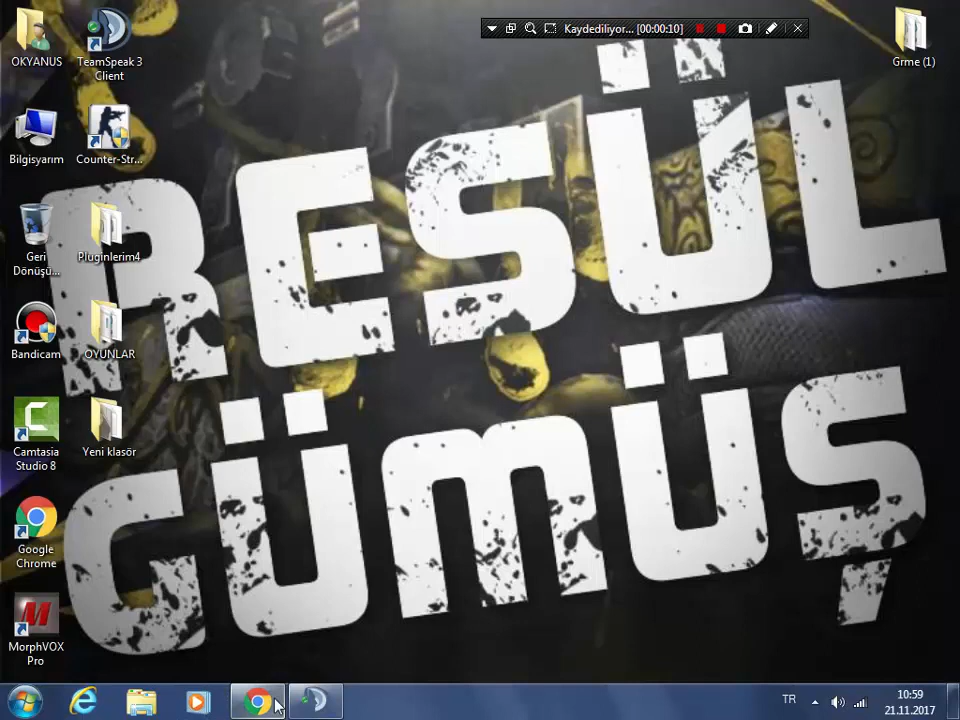 OKYANUS
TeamSpeak 3
Client
Kaydediliyor... [00:00:10]
Grme (1)
Bilgisyarım
Counter-Str...
RESÜL
GÜMÜŞ
Geri
Dönüşü...
Pluginlerim4
Bandicam
OYUNLAR
Camtasia
Studio 8
Yeni klasör
Google
Chrome
MorphVOX
Pro
TR
10:59
21.11.2017